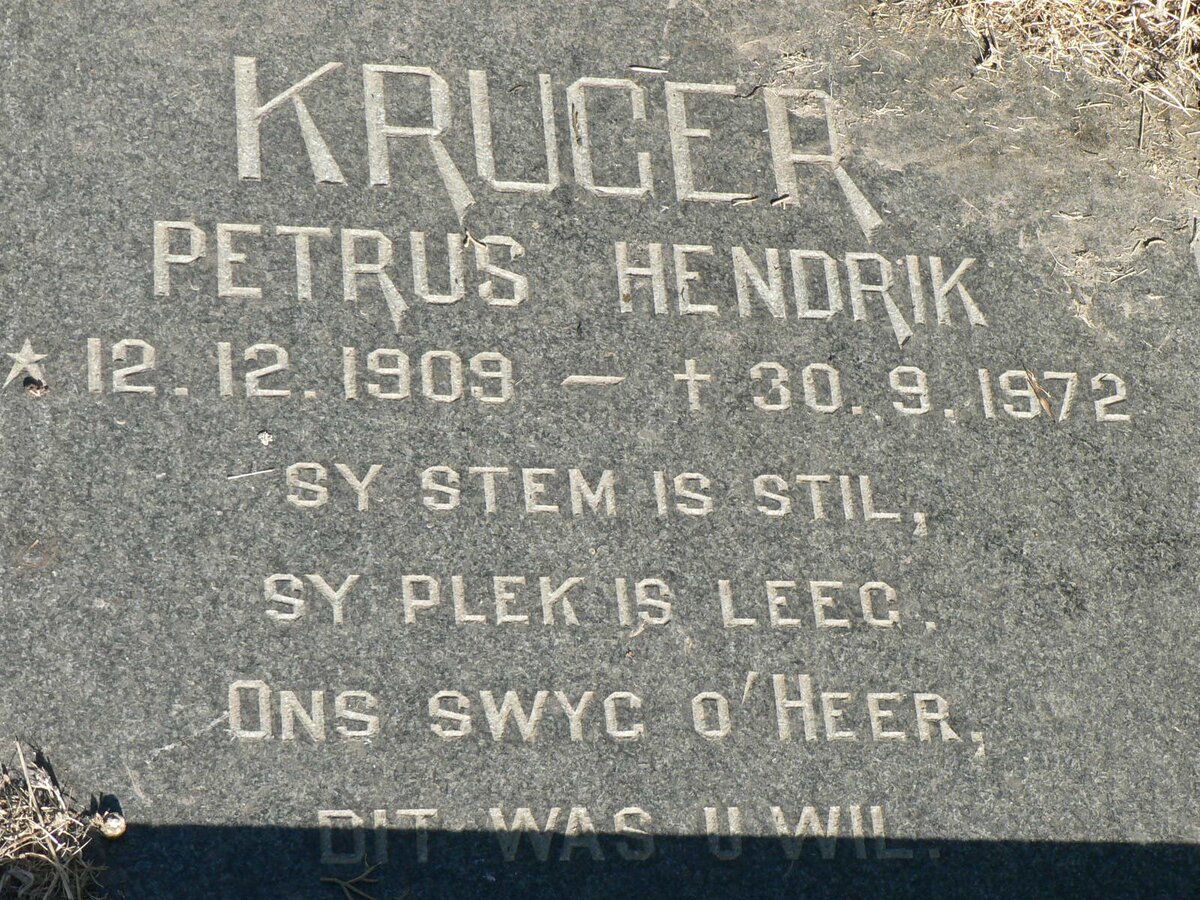 KRUGER
PETRUS HENDRIK
★ 12.12.1909 — ✝ 30.9.1972
SY STEM IS STIL,
SY PLEK IS LEEG.
ONS SWYG O' HEER,
DIT WAS U WIL.